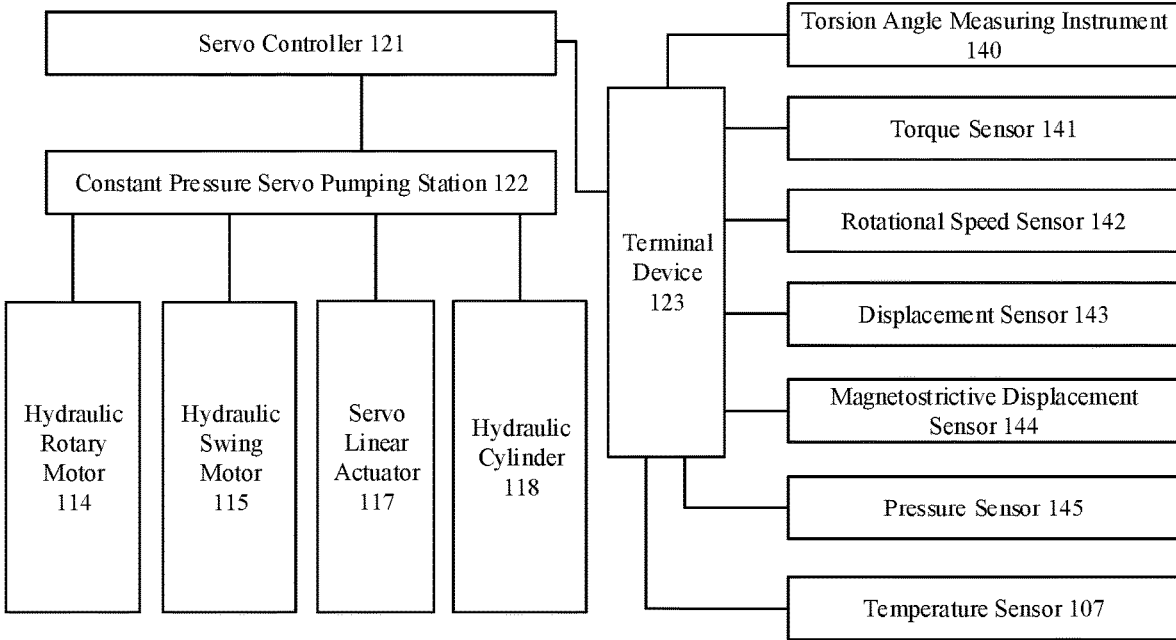 Servo Controller 121
Constant Pressure Servo Pumping Station 122
Hydraulic
Rotary
Motor
114
Hydraulic
Swing
Motor
115
Servo
Linear
Actuator
117
Hydraulic
Cylinder
118
Terminal
Device
123
Torsion Angle Measuring Instrument
140
Torque Sensor 141
Rotational Speed Sensor 142
Displacement Sensor 143
Magnetostrictive Displacement
Sensor 144
Pressure Sensor 145
Temperature Sensor 107